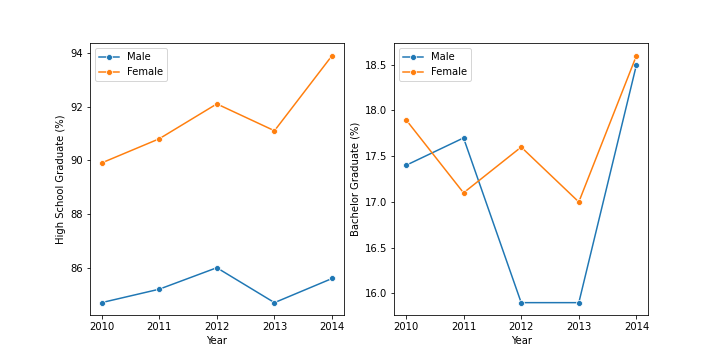 High School Graduate (%)
94
92
90
88
86
Male
Female
2010 2011 2012 2013 2014
Year
Bachelor Graduate (%)
18.5
18.0
17.5
17.0
16.5
16.0
Male
Female
2010 2011 2012 2013 2014
Year